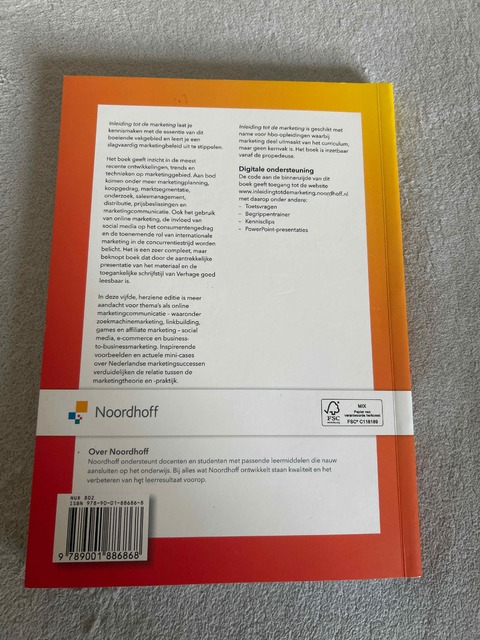 Inleiding tot de marketing laat je
kennismaken met de essentie van dit
boeiende vakgebied en leert je een
slagvaardig marketingbeleid uit te stippelen.
Het boek geeft inzicht in de meest
recente ontwikkelingen, trends en
technieken op marketinggebied. Aan bod
komen onder meer marketingplanning,
koopgedrag, marktsegmentatie,
onderzoek, salesmanagement,
distributie, prijsbeslissingen en
marketingcommunicatie. Ook het gebruik
van online marketing, de invloed van
social media op het consumentengedrag
en de toenemende rol van internationale
marketing in de concurrentiestrijd worden
belicht. Het is een zeer compleet, maar
beknopt boek dat door de aantrekkelijke
presentatie van het materiaal en de
toegankelijke schrijfstijl van Verhage goed
leesbaar is.
In deze vijfde, herziene editie is meer
aandacht voor thema's als online
marketingcommunicatie - waaronder
zoekmachinemarketing, linkbuilding,
games en affiliate marketing - social
media, e-commerce en business-
to-businessmarketing. Inspirerende
voorbeelden en actuele mini-cases
over Nederlandse marketingsuccessen
verduidelijken de relatie tussen de
marketingtheorie en -praktijk.
Inleiding tot de marketing is geschikt met
name voor hbo-opleidingen waarbij
marketing deel uitmaakt van het curriculum,
maar geen kernvak is. Het boek is inzetbaar
vanaf de propedeuse.
Digitale ondersteuning
De code aan de binnenzijde van dit
boek geeft toegang tot de website
www.inleidingtotdemarketing.noordhoff.nl
met daarop onder andere:
- Toetsvragen
- Begrippentrainer
- Kennisclips
- PowerPoint-presentaties
Noordhoff
FSC
MIX
Papier van
verantwoorde herkomst
FSC® C118189
Over Noordhoff
Noordhoff ondersteunt docenten en studenten met passende leermiddelen die nauw
aansluiten op het onderwijs. Bij alles wat Noordhoff ontwikkelt staan kwaliteit en het
verbeteren van het leerresultaat voorop.
NUR 802
ISBN 978-90-01-88686-8
9 789001 886868